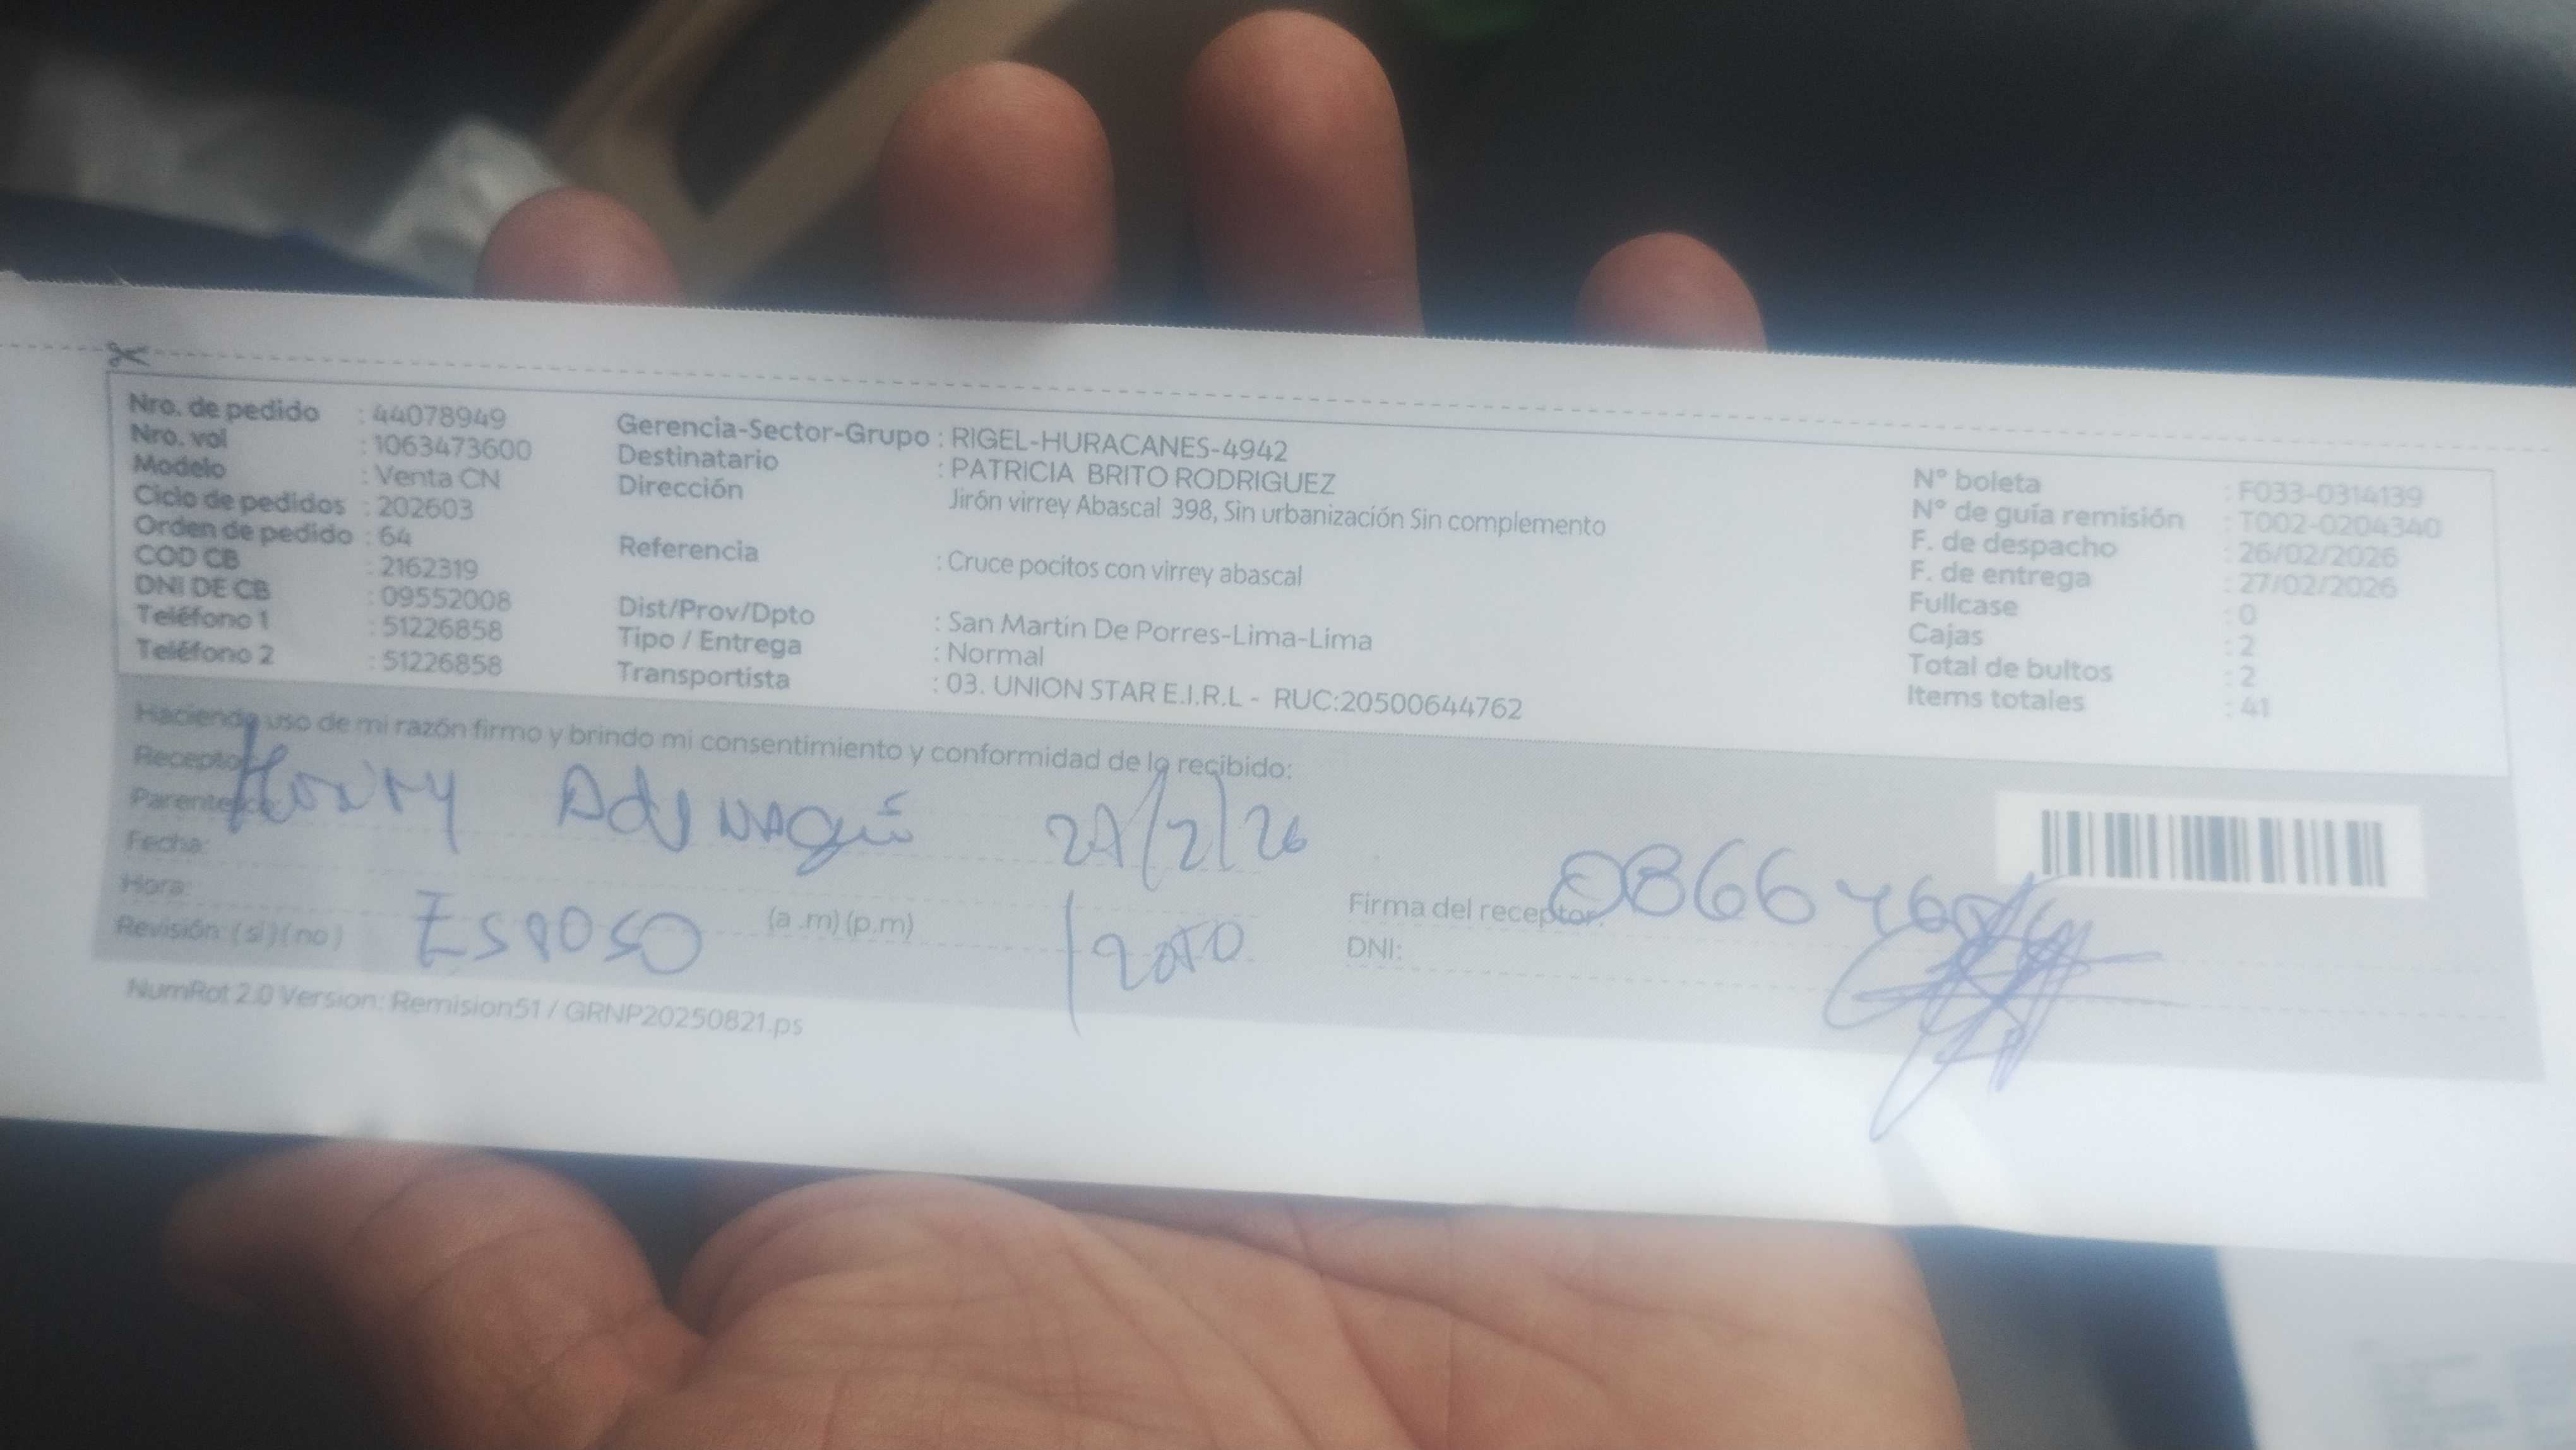 Nro. de pedido : 44078949
Nro. vol : 1063473600
Modelo : Venta CN
Ciclo de pedidos : 202603
Orden de pedido : 64
COD CB : 2162319
DNI DE CB : 09552008
Teléfono 1 : 51226858
Teléfono 2 : 51226858
Gerencia-Sector-Grupo : RIGEL-HURACANES-4942
Destinatario : PATRICIA BRITO RODRIGUEZ
Dirección Jirón virrey Abascal 398, Sin urbanización Sin complemento
Referencia : Cruce pocitos con virrey abascal
Dist/Prov/Dpto : San Martin De Porres-Lima-Lima
Tipo / Entrega : Normal
Transportista : 03. UNION STAR E.I.R.L - RUC:20500644762
N° boleta : F033-0314139
N° de guía remisión : T002-0204340
F. de despacho : 26/02/2026
F. de entrega : 27/02/2026
Fullcase : 0
Cajas : 2
Total de bultos : 2
Items totales : 41
Haciendo uso de mi razón firmo y brindo mi consentimiento y conformidad de lo recibido:
Receptor
Parentesco: 2/26
Fecha:
Hora: Esposo (a .m) (p.m)
Revisión: ( si ) ( no )
Firma del receptor:
DNI:
NumRot 2.0 Version: Remision51 / GRNP20250821.ps